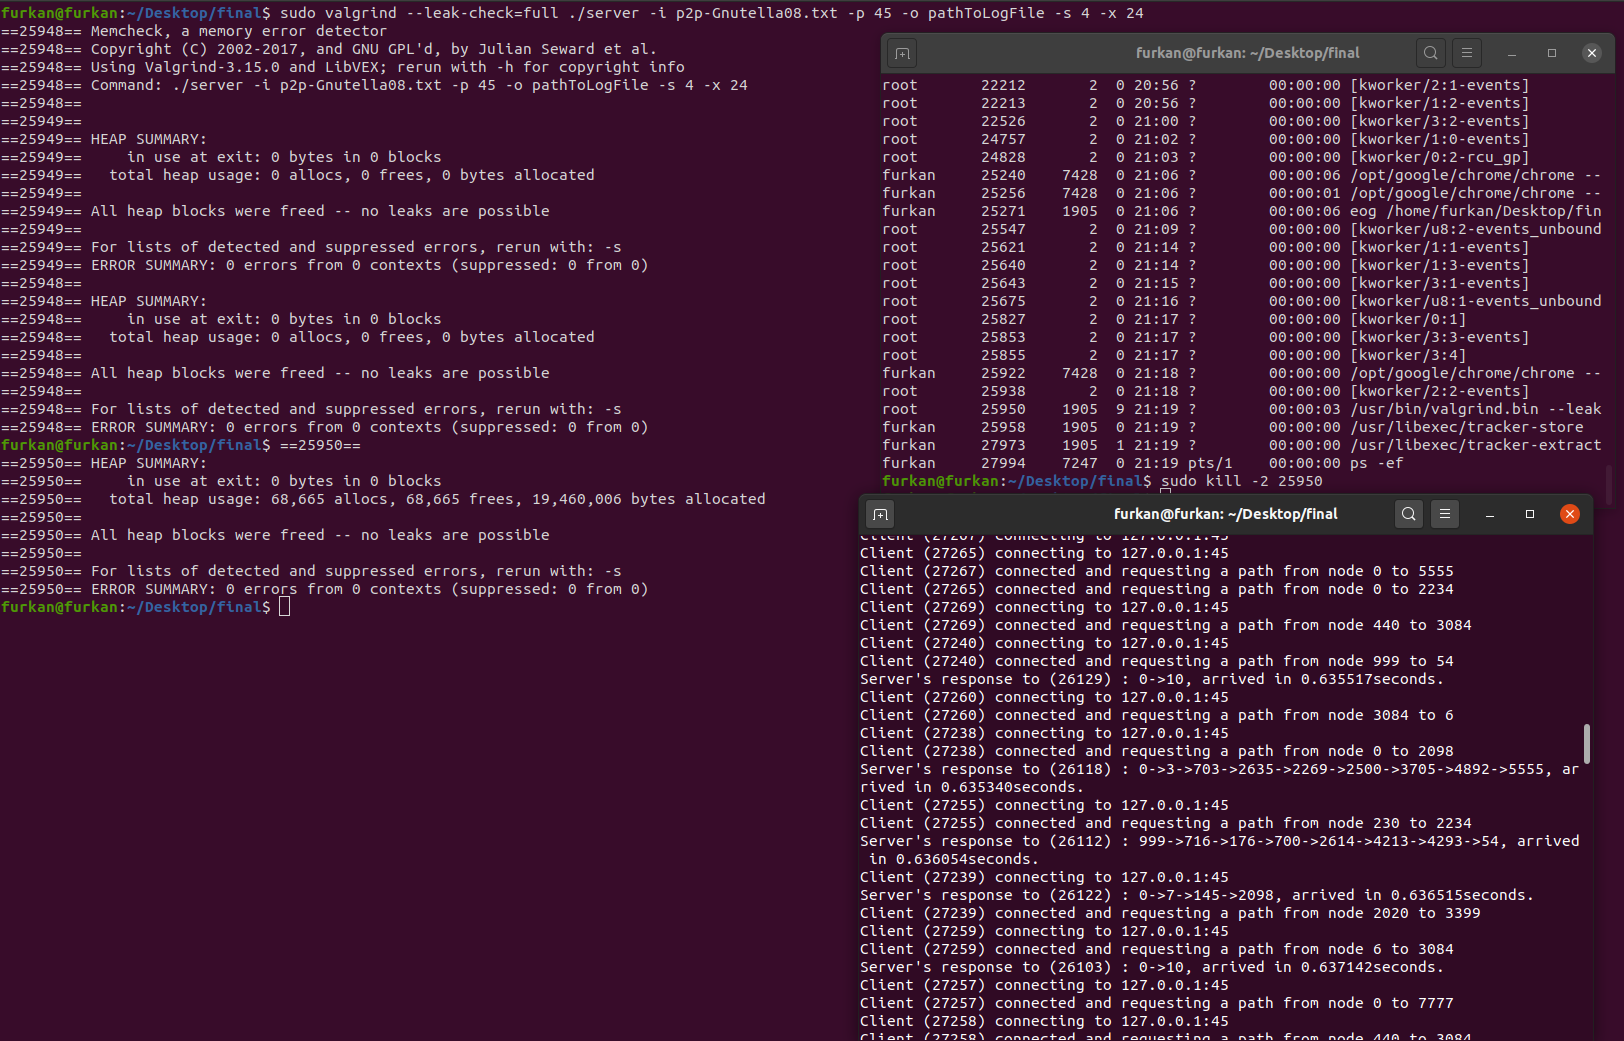 furkan@furkan:~/Desktop/final$ sudo valgrind --leak-check=full ./server -i p2p-Gnutella08.txt -p 45 -o pathToLogFile -s 4 -x 24
==25948== Memcheck, a memory error detector
==25948== Copyright (C) 2002-2017, and GNU GPL'd, by Julian Seward et al.
==25948== Using Valgrind-3.15.0 and LibVEX; rerun with -h for copyright info
==25948== Command: ./server -i p2p-Gnutella08.txt -p 45 -o pathToLogFile -s 4 -x 24
==25948==
==25949==
==25949== HEAP SUMMARY:
==25949==     in use at exit: 0 bytes in 0 blocks
==25949==   total heap usage: 0 allocs, 0 frees, 0 bytes allocated
==25949==
==25949== All heap blocks were freed -- no leaks are possible
==25949==
==25949== For lists of detected and suppressed errors, rerun with: -s
==25949== ERROR SUMMARY: 0 errors from 0 contexts (suppressed: 0 from 0)
==25948==
==25948== HEAP SUMMARY:
==25948==     in use at exit: 0 bytes in 0 blocks
==25948==   total heap usage: 0 allocs, 0 frees, 0 bytes allocated
==25948==
==25948== All heap blocks were freed -- no leaks are possible
==25948==
==25948== For lists of detected and suppressed errors, rerun with: -s
==25948== ERROR SUMMARY: 0 errors from 0 contexts (suppressed: 0 from 0)
furkan@furkan:~/Desktop/final$ ==25950==
==25950== HEAP SUMMARY:
==25950==     in use at exit: 0 bytes in 0 blocks
==25950==   total heap usage: 68,665 allocs, 68,665 frees, 19,460,006 bytes allocated
==25950==
==25950== All heap blocks were freed -- no leaks are possible
==25950==
==25950== For lists of detected and suppressed errors, rerun with: -s
==25950== ERROR SUMMARY: 0 errors from 0 contexts (suppressed: 0 from 0)
furkan@furkan:~/Desktop/final$
furkan@furkan: ~/Desktop/final
root       22212       2  0 20:56 ?        00:00:00 [kworker/2:1-events]
root       22213       2  0 20:56 ?        00:00:00 [kworker/1:2-events]
root       22526       2  0 21:00 ?        00:00:00 [kworker/3:2-events]
root       24757       2  0 21:02 ?        00:00:00 [kworker/1:0-events]
root       24828       2  0 21:03 ?        00:00:00 [kworker/0:2-rcu_gp]
furkan     25240    7428  0 21:06 ?        00:00:06 /opt/google/chrome/chrome --
furkan     25256    7428  0 21:06 ?        00:00:01 /opt/google/chrome/chrome --
furkan     25271    1905  0 21:06 ?        00:00:06 eog /home/furkan/Desktop/fin
root       25547       2  0 21:09 ?        00:00:00 [kworker/u8:2-events_unbound
root       25621       2  0 21:14 ?        00:00:00 [kworker/1:1-events]
root       25640       2  0 21:14 ?        00:00:00 [kworker/1:3-events]
root       25643       2  0 21:15 ?        00:00:00 [kworker/3:1-events]
root       25675       2  0 21:16 ?        00:00:00 [kworker/u8:1-events_unbound
root       25827       2  0 21:17 ?        00:00:00 [kworker/0:1]
root       25853       2  0 21:17 ?        00:00:00 [kworker/3:3-events]
root       25855       2  0 21:17 ?        00:00:00 [kworker/3:4]
furkan     25922    7428  0 21:18 ?        00:00:00 /opt/google/chrome/chrome --
root       25938       2  0 21:18 ?        00:00:00 [kworker/2:2-events]
root       25950    1905  9 21:19 ?        00:00:03 /usr/bin/valgrind.bin --leak
furkan     25958    1905  0 21:19 ?        00:00:00 /usr/libexec/tracker-store
furkan     27973    1905  1 21:19 ?        00:00:00 /usr/libexec/tracker-extract
furkan     27994    7247  0 21:19 pts/1    00:00:00 ps -ef
furkan@furkan:~/Desktop/final$ sudo kill -2 25950
furkan@furkan: ~/Desktop/final
Client (27267) connecting to 127.0.0.1:45
Client (27265) connecting to 127.0.0.1:45
Client (27267) connected and requesting a path from node 0 to 5555
Client (27265) connected and requesting a path from node 0 to 2234
Client (27269) connecting to 127.0.0.1:45
Client (27269) connected and requesting a path from node 440 to 3084
Client (27240) connecting to 127.0.0.1:45
Client (27240) connected and requesting a path from node 999 to 54
Server's response to (26129) : 0->10, arrived in 0.635517seconds.
Client (27260) connecting to 127.0.0.1:45
Client (27260) connected and requesting a path from node 3084 to 6
Client (27238) connecting to 127.0.0.1:45
Client (27238) connected and requesting a path from node 0 to 2098
Server's response to (26118) : 0->3->703->2635->2269->2500->3705->4892->5555, ar
rived in 0.635340seconds.
Client (27255) connecting to 127.0.0.1:45
Client (27255) connected and requesting a path from node 230 to 2234
Server's response to (26112) : 999->716->176->700->2614->4213->4293->54, arrived
 in 0.636054seconds.
Client (27239) connecting to 127.0.0.1:45
Server's response to (26122) : 0->7->145->2098, arrived in 0.636515seconds.
Client (27239) connected and requesting a path from node 2020 to 3399
Client (27259) connecting to 127.0.0.1:45
Client (27259) connected and requesting a path from node 6 to 3084
Server's response to (26103) : 0->10, arrived in 0.637142seconds.
Client (27257) connecting to 127.0.0.1:45
Client (27257) connected and requesting a path from node 0 to 7777
Client (27258) connecting to 127.0.0.1:45
Client (27258) connected and requesting a path from node 440 to 3084